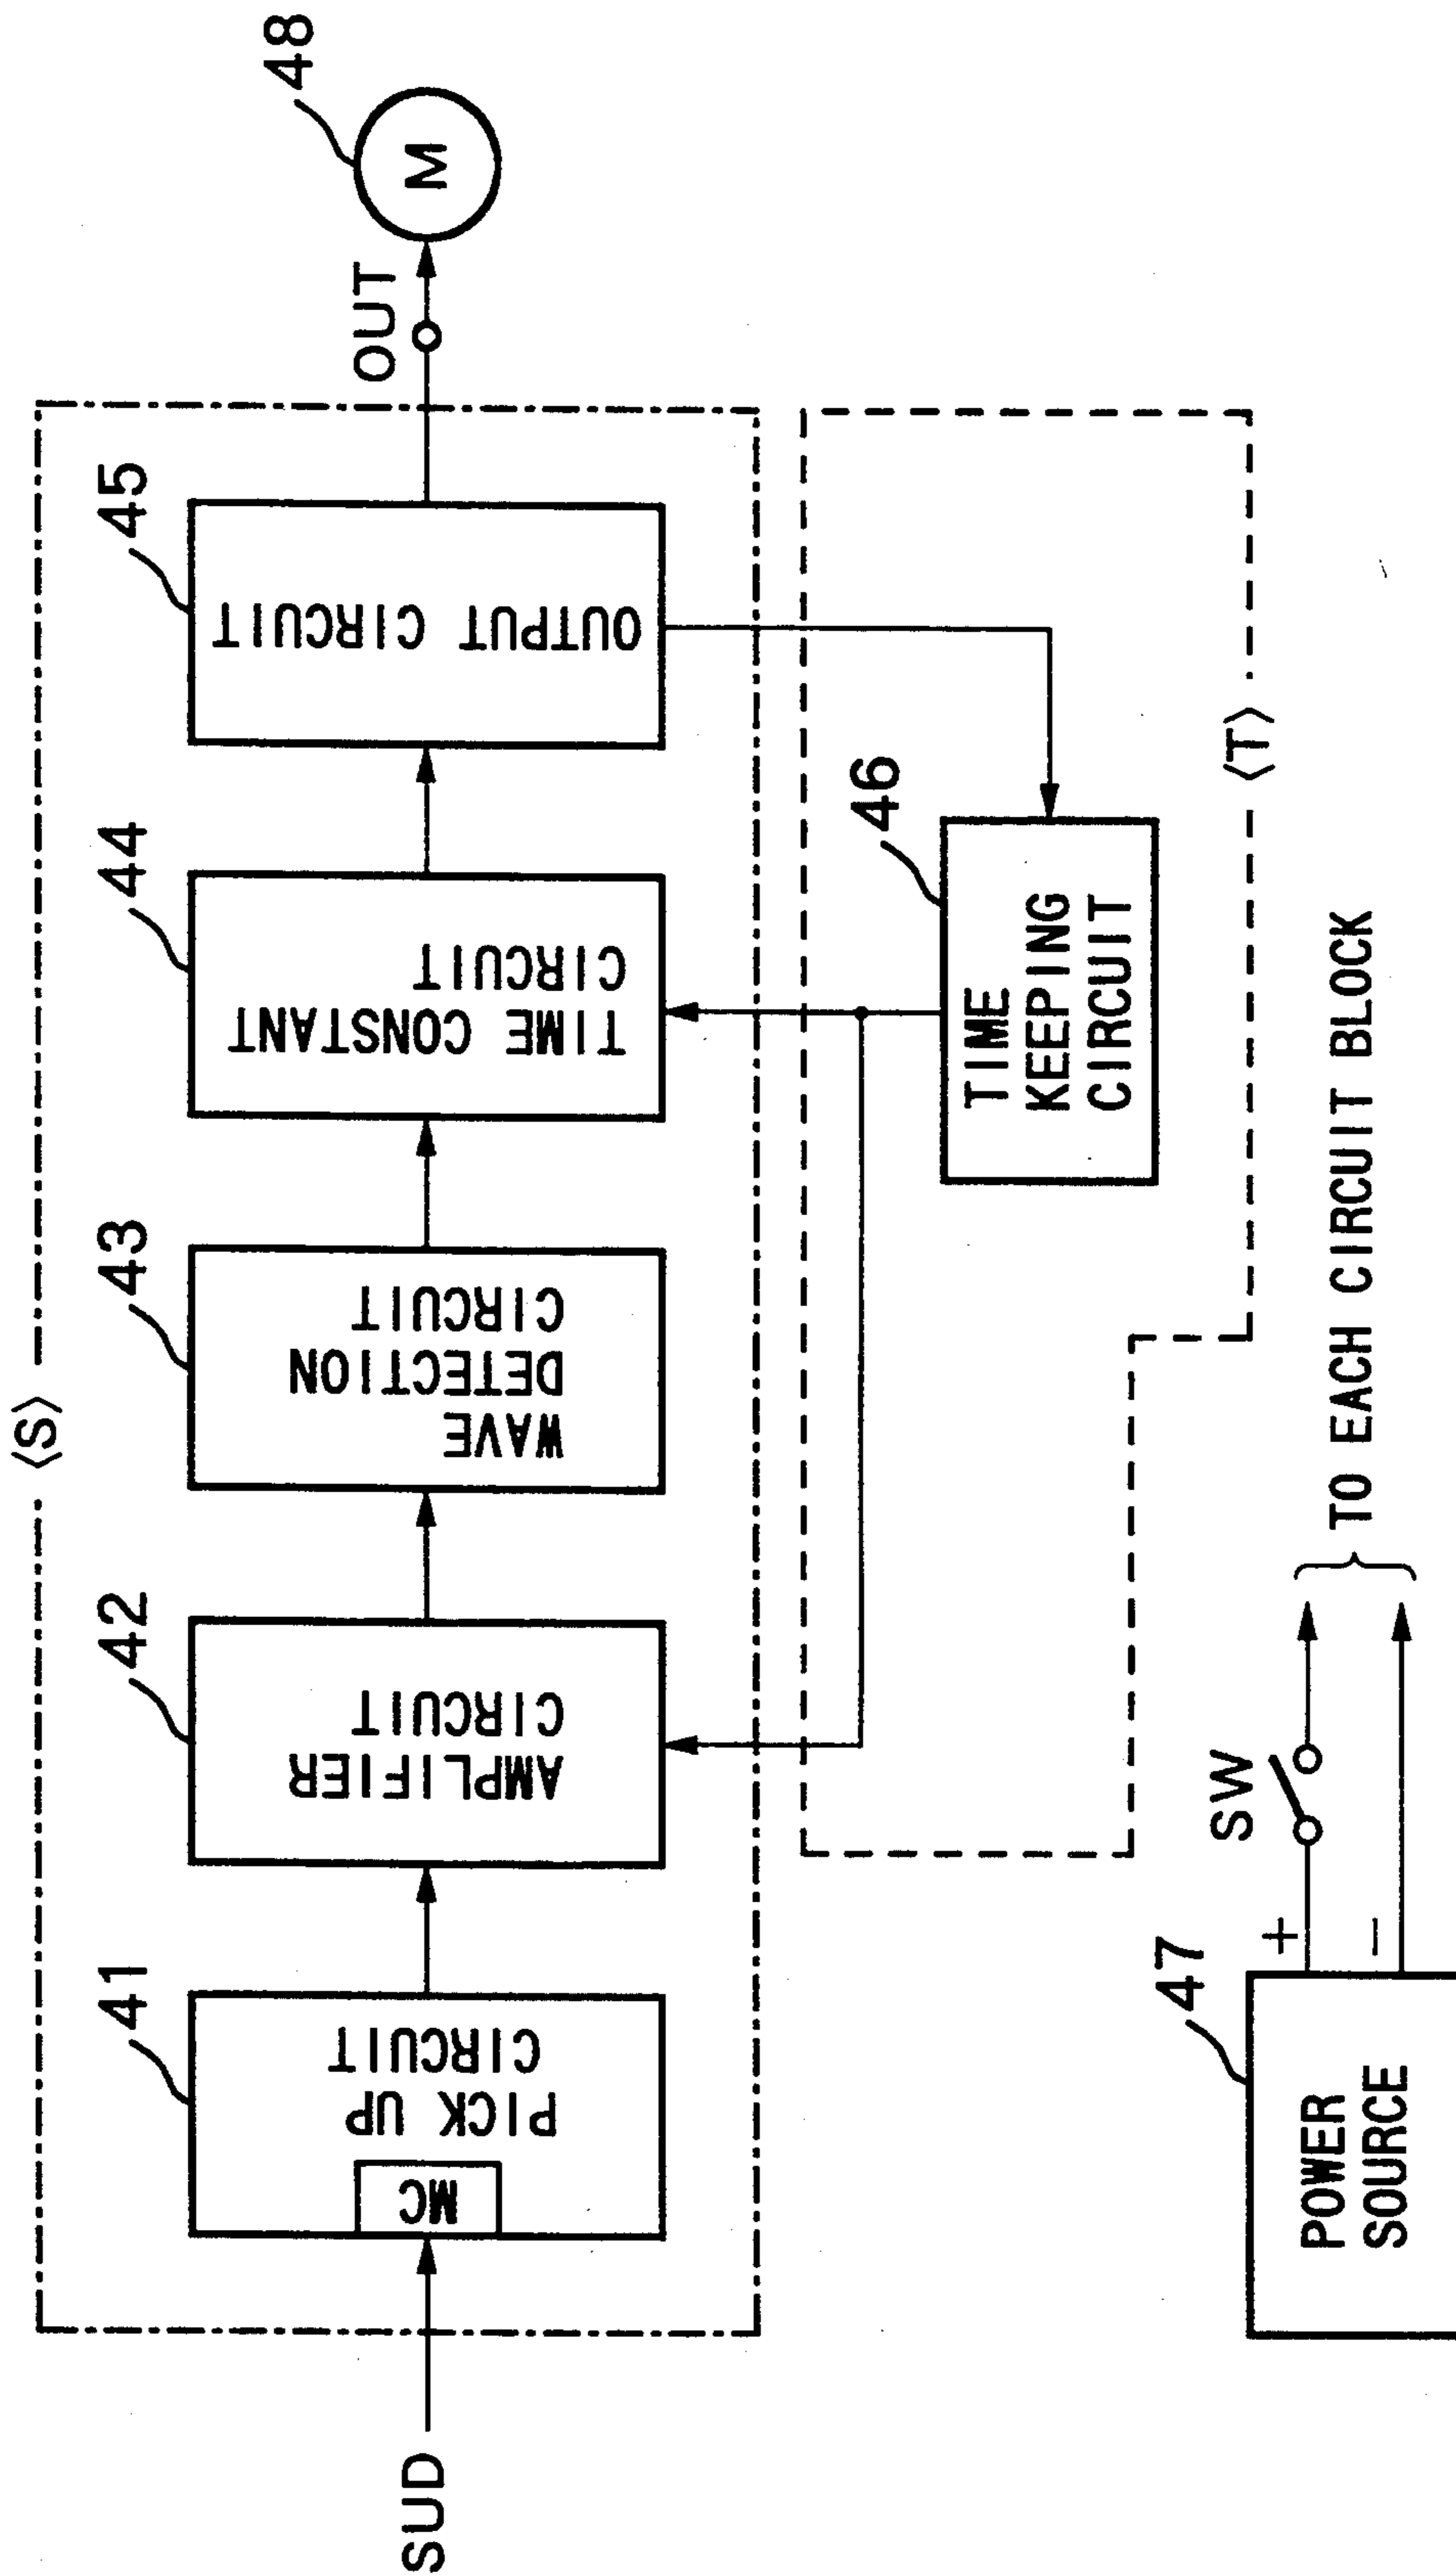 ⟨S⟩
41
42
43
44
45
48
SUD
MC
PICK UP
CIRCUIT
AMPLIFIER
CIRCUIT
WAVE
DETECTION
CIRCUIT
TIME CONSTANT
CIRCUIT
OUTPUT CIRCUIT
OUT
M
46
TIME
KEEPING
CIRCUIT
⟨T⟩
47
POWER
SOURCE
+
−
SW
TO EACH CIRCUIT BLOCK